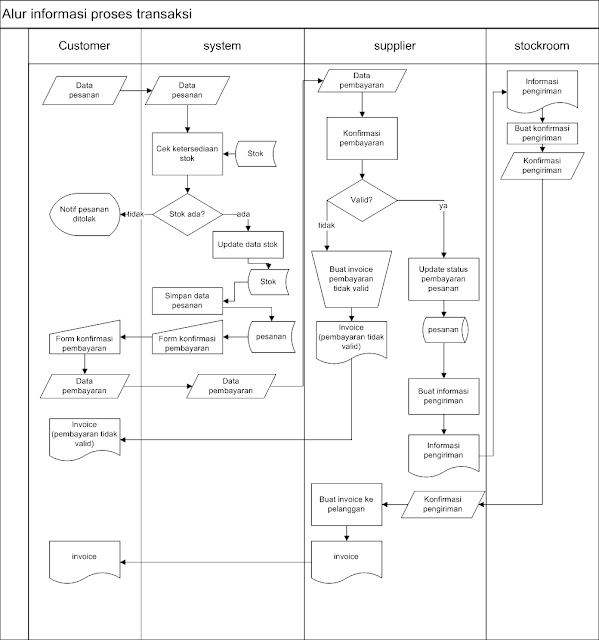 Alur informasi proses transaksi
Customer
system
supplier
stockroom
Data
pesanan
Data
pesanan
Cek ketersediaan
stok
Stok
Stok ada?
tidak
ada
Notif pesanan
ditolak
Update data stok
Stok
Simpan data
pesanan
pesanan
Form konfirmasi
pembayaran
Form konfirmasi
pembayaran
Data
pembayaran
Data
pembayaran
Data
pembayaran
Konfirmasi
pembayaran
Valid?
tidak
ya
Buat invoice
pembayaran
tidak valid
Invoice
(pembayaran tidak
valid)
Invoice
(pembayaran tidak
valid)
Update status
pembayaran
pesanan
pesanan
Buat informasi
pengiriman
Informasi
pengiriman
Informasi
pengiriman
Buat konfirmasi
pengiriman
Konfirmasi
pengiriman
Konfirmasi
pengiriman
Buat invoice ke
pelanggan
invoice
invoice